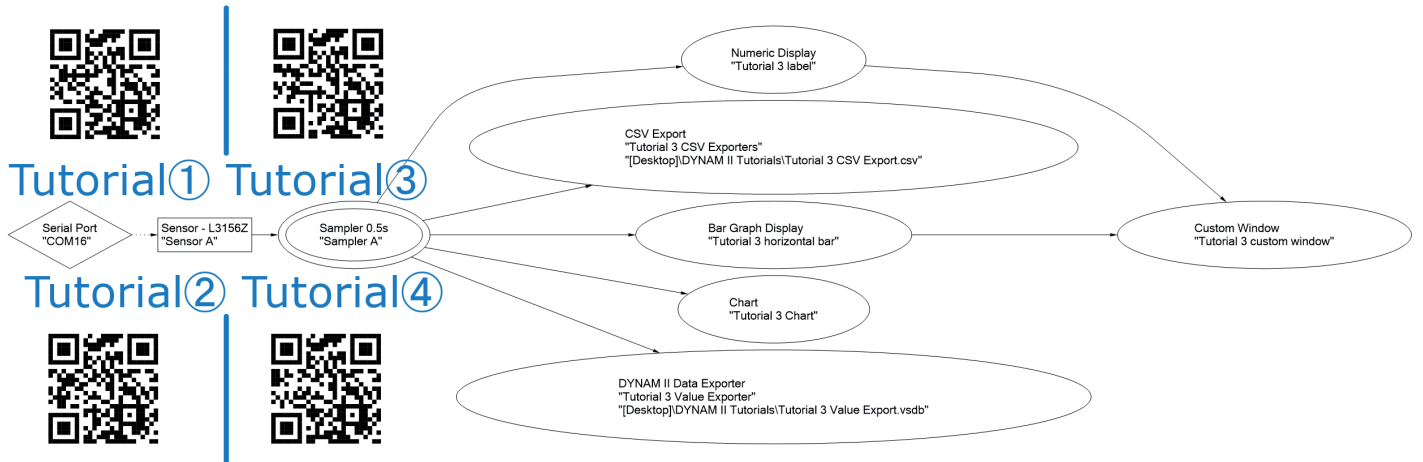 Tutorial①
Tutorial③
Tutorial②
Tutorial④
Serial Port
"COM16"
Sensor - L3156Z
"Sensor A"
Sampler 0.5s
"Sampler A"
Numeric Display
"Tutorial 3 label"
CSV Export
"Tutorial 3 CSV Exporters"
"[Desktop]\DYNAM II Tutorials\Tutorial 3 CSV Export.csv"
Bar Graph Display
"Tutorial 3 horizontal bar"
Chart
"Tutorial 3 Chart"
DYNAM II Data Exporter
"Tutorial 3 Value Exporter"
"[Desktop]\DYNAM II Tutorials\Tutorial 3 Value Export.vsdb"
Custom Window
"Tutorial 3 custom window"